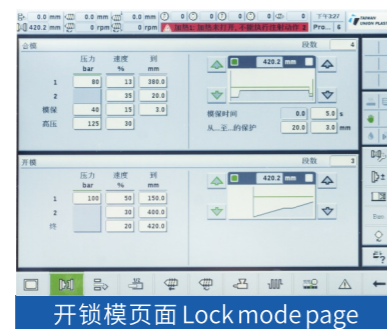 0.0 mm 0.0 mm 0.0 mm 0 0 0 下午3:27
420.2 mm 0 rpm 0 rpm Pro... 6
TAIWAN
UNION PLASTIC
合模 段数 4
压力 速度 到
bar % mm
1 80 13 380.0
2 35 20.0
模保 40 15 3.0
高压 125 30
420.2 mm
模保时间 0.0 5.0 s
从...至...的保护 20.0 3.0 mm
开模 段数 3
压力 速度 到
bar % mm
1 100 50 150.0
2 30 400.0
终 20 420.0
420.2 mm
开锁模页面 Lock mode page